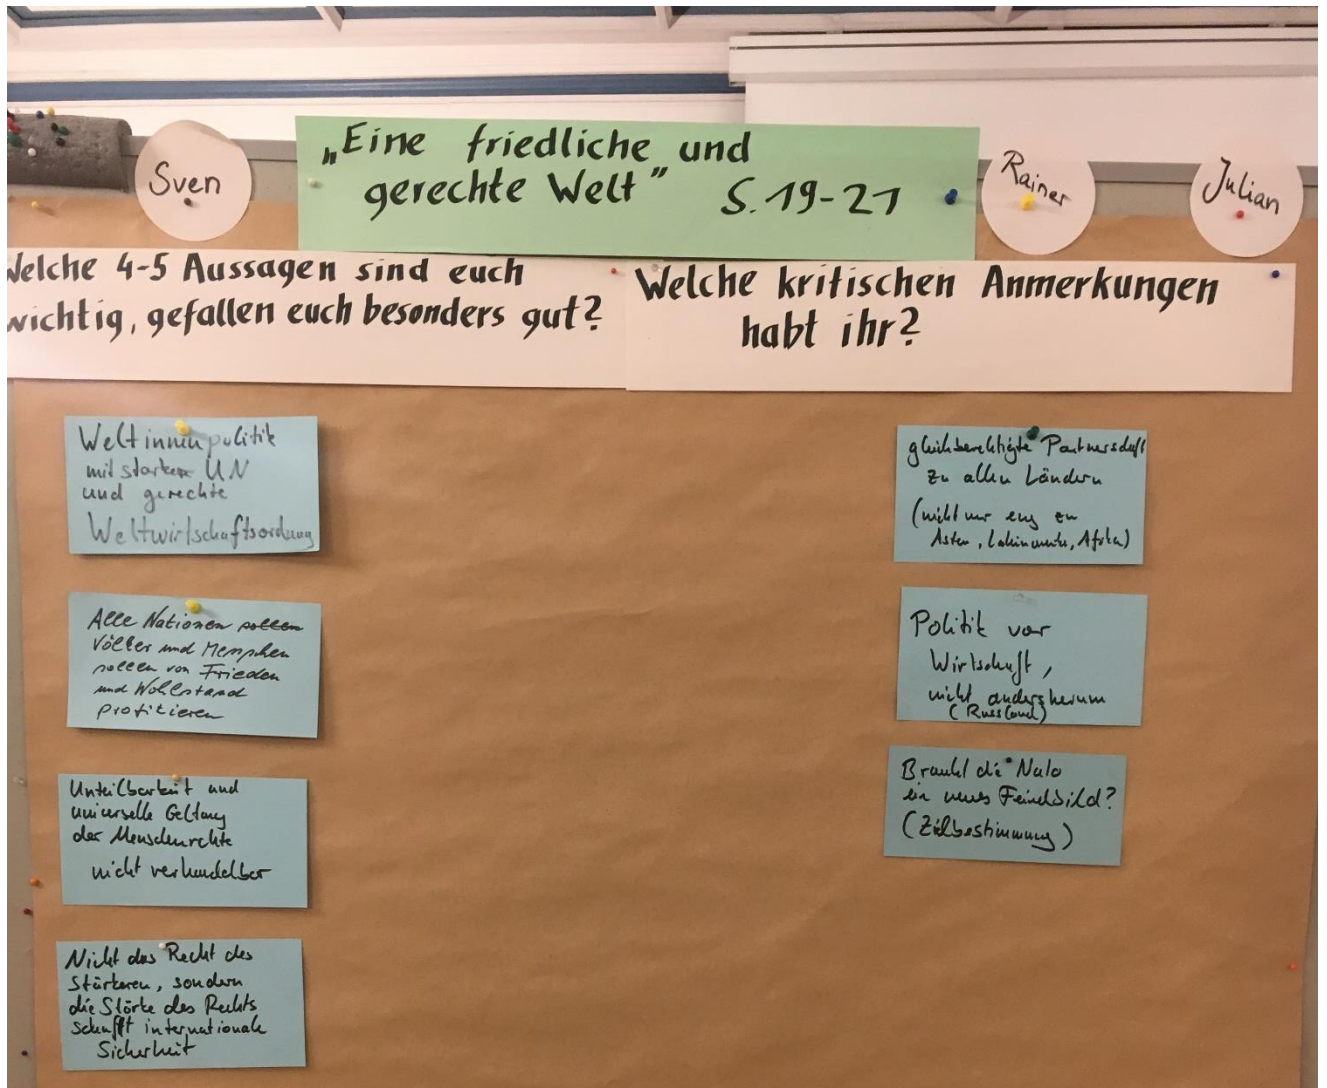 Sven
„Eine friedliche und
gerechte Welt"
S. 19-21
Rainer
Julian
Welche 4-5 Aussagen sind euch
wichtig, gefallen euch besonders gut?
Welche kritischen Anmerkungen
habt ihr?
Weltinnenpolitik
mit starker UN
und gerechte
Weltwirtschaftsordnung
Alle Nationen sollen
Völker und Menschen
sollen von Frieden
und Wohlstand
profitieren
Unteilbarkeit und
universelle Geltung
der Menschenrechte
nicht verhandelbar
Nicht das Recht des
Stärkeren, sondern
die Stärke des Rechts
schafft internationale
Sicherheit
gleichberechtigte Partnerschaft
zu allen Ländern
(nicht nur eng zu
Asien, Lateinamerika, Afrika)
Politik vor
Wirtschaft,
nicht andersherum
(Russland)
Braucht die Nato
ein neues Feindbild?
(Zielbestimmung)